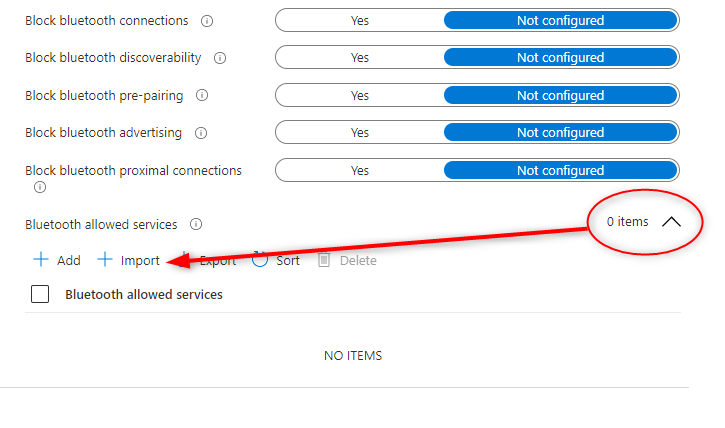 Block bluetooth connections Yes Not configured
Block bluetooth discoverability Yes Not configured
Block bluetooth pre-pairing Yes Not configured
Block bluetooth advertising Yes Not configured
Block bluetooth proximal connections Yes Not configured
Bluetooth allowed services 0 items
Add Import Export Sort Delete
Bluetooth allowed services
NO ITEMS